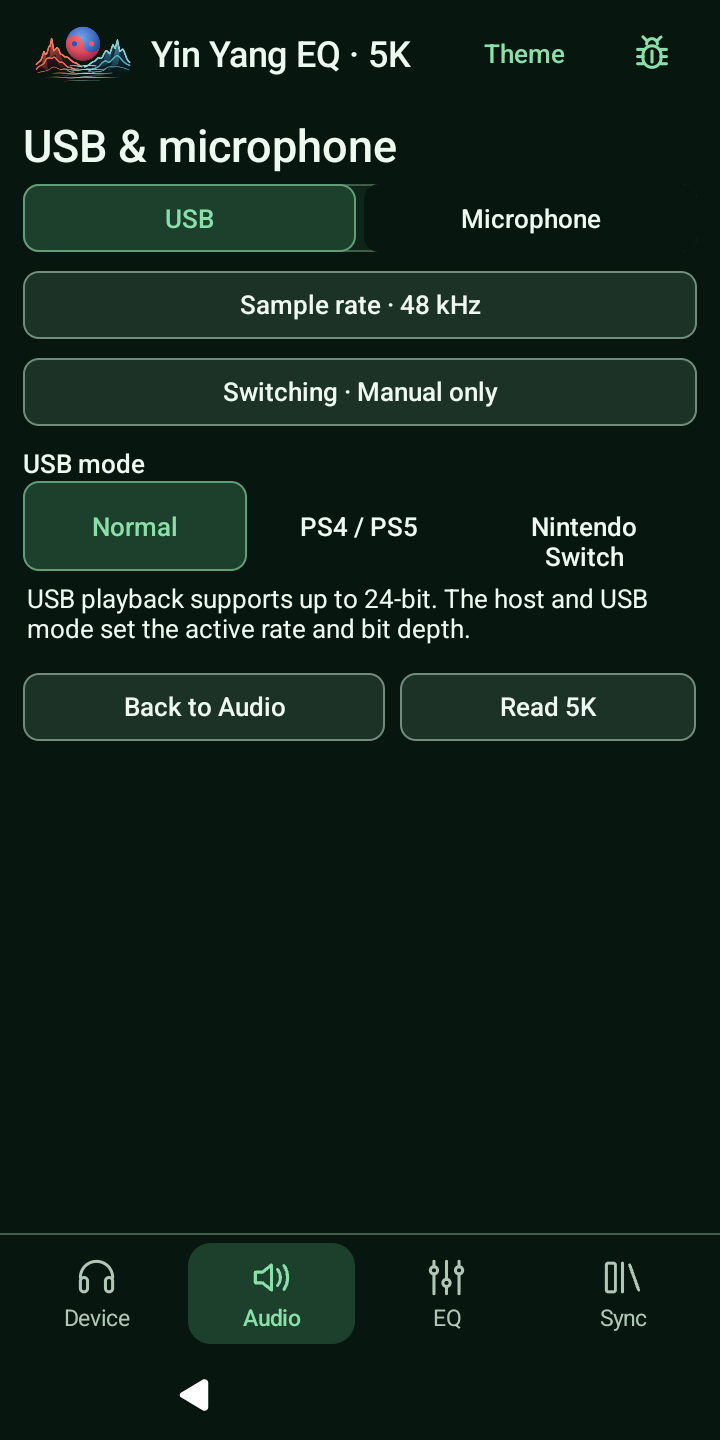 Yin Yang EQ · 5K
Theme
USB & microphone
USB
Microphone
Sample rate · 48 kHz
Switching · Manual only
USB mode
Normal
PS4 / PS5
Nintendo
Switch
USB playback supports up to 24-bit. The host and USB
mode set the active rate and bit depth.
Back to Audio
Read 5K
Device
Audio
EQ
Sync